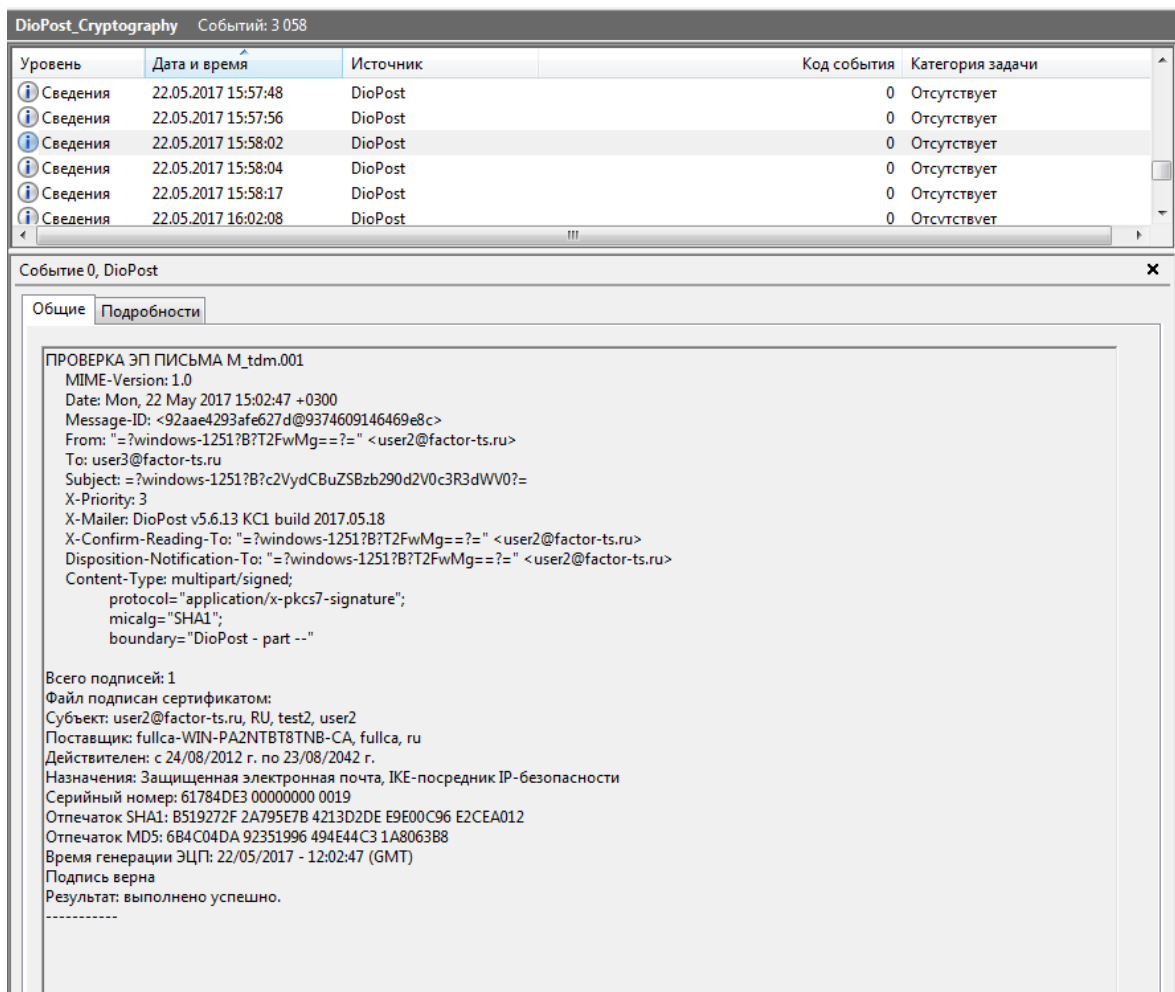 DioPost_Cryptography Событий: 3 058
Уровень Дата и время Источник Код события Категория задачи
Сведения 22.05.2017 15:57:48 DioPost 0 Отсутствует
Сведения 22.05.2017 15:57:56 DioPost 0 Отсутствует
Сведения 22.05.2017 15:58:02 DioPost 0 Отсутствует
Сведения 22.05.2017 15:58:04 DioPost 0 Отсутствует
Сведения 22.05.2017 15:58:17 DioPost 0 Отсутствует
Сведения 22.05.2017 16:02:08 DioPost 0 Отсутствует
Событие 0, DioPost
Общие Подробности
ПРОВЕРКА ЭП ПИСЬМА M_tdm.001
MIME-Version: 1.0
Date: Mon, 22 May 2017 15:02:47 +0300
Message-ID: <92aae4293afe627d@9374609146469e8c>
From: "=?windows-1251?B?T2FwMg==?=" <user2@factor-ts.ru>
To: user3@factor-ts.ru
Subject: =?windows-1251?B?c2VydCBuZSBzb290d2V0c3R3dWV0?=
X-Priority: 3
X-Mailer: DioPost v5.6.13 KC1 build 2017.05.18
X-Confirm-Reading-To: "=?windows-1251?B?T2FwMg==?=" <user2@factor-ts.ru>
Disposition-Notification-To: "=?windows-1251?B?T2FwMg==?=" <user2@factor-ts.ru>
Content-Type: multipart/signed;
protocol="application/x-pkcs7-signature";
micalg="SHA1";
boundary="DioPost - part --"
Всего подписей: 1
Файл подписан сертификатом:
Субъект: user2@factor-ts.ru, RU, test2, user2
Поставщик: fullca-WIN-PA2NTBT8TNB-CA, fullca, ru
Действителен: с 24/08/2012 г. по 23/08/2042 г.
Назначения: Защищенная электронная почта, IKE-посредник IP-безопасности
Серийный номер: 61784DE3 00000000 0019
Отпечаток SHA1: B519272F 2A795E7B 4213D2DE E9E00C96 E2CEA012
Отпечаток MD5: 6B4C04DA 92351996 494E44C3 1A8063B8
Время генерации ЭЦП: 22/05/2017 - 12:02:47 (GMT)
Подпись верна
Результат: выполнено успешно.
-----------